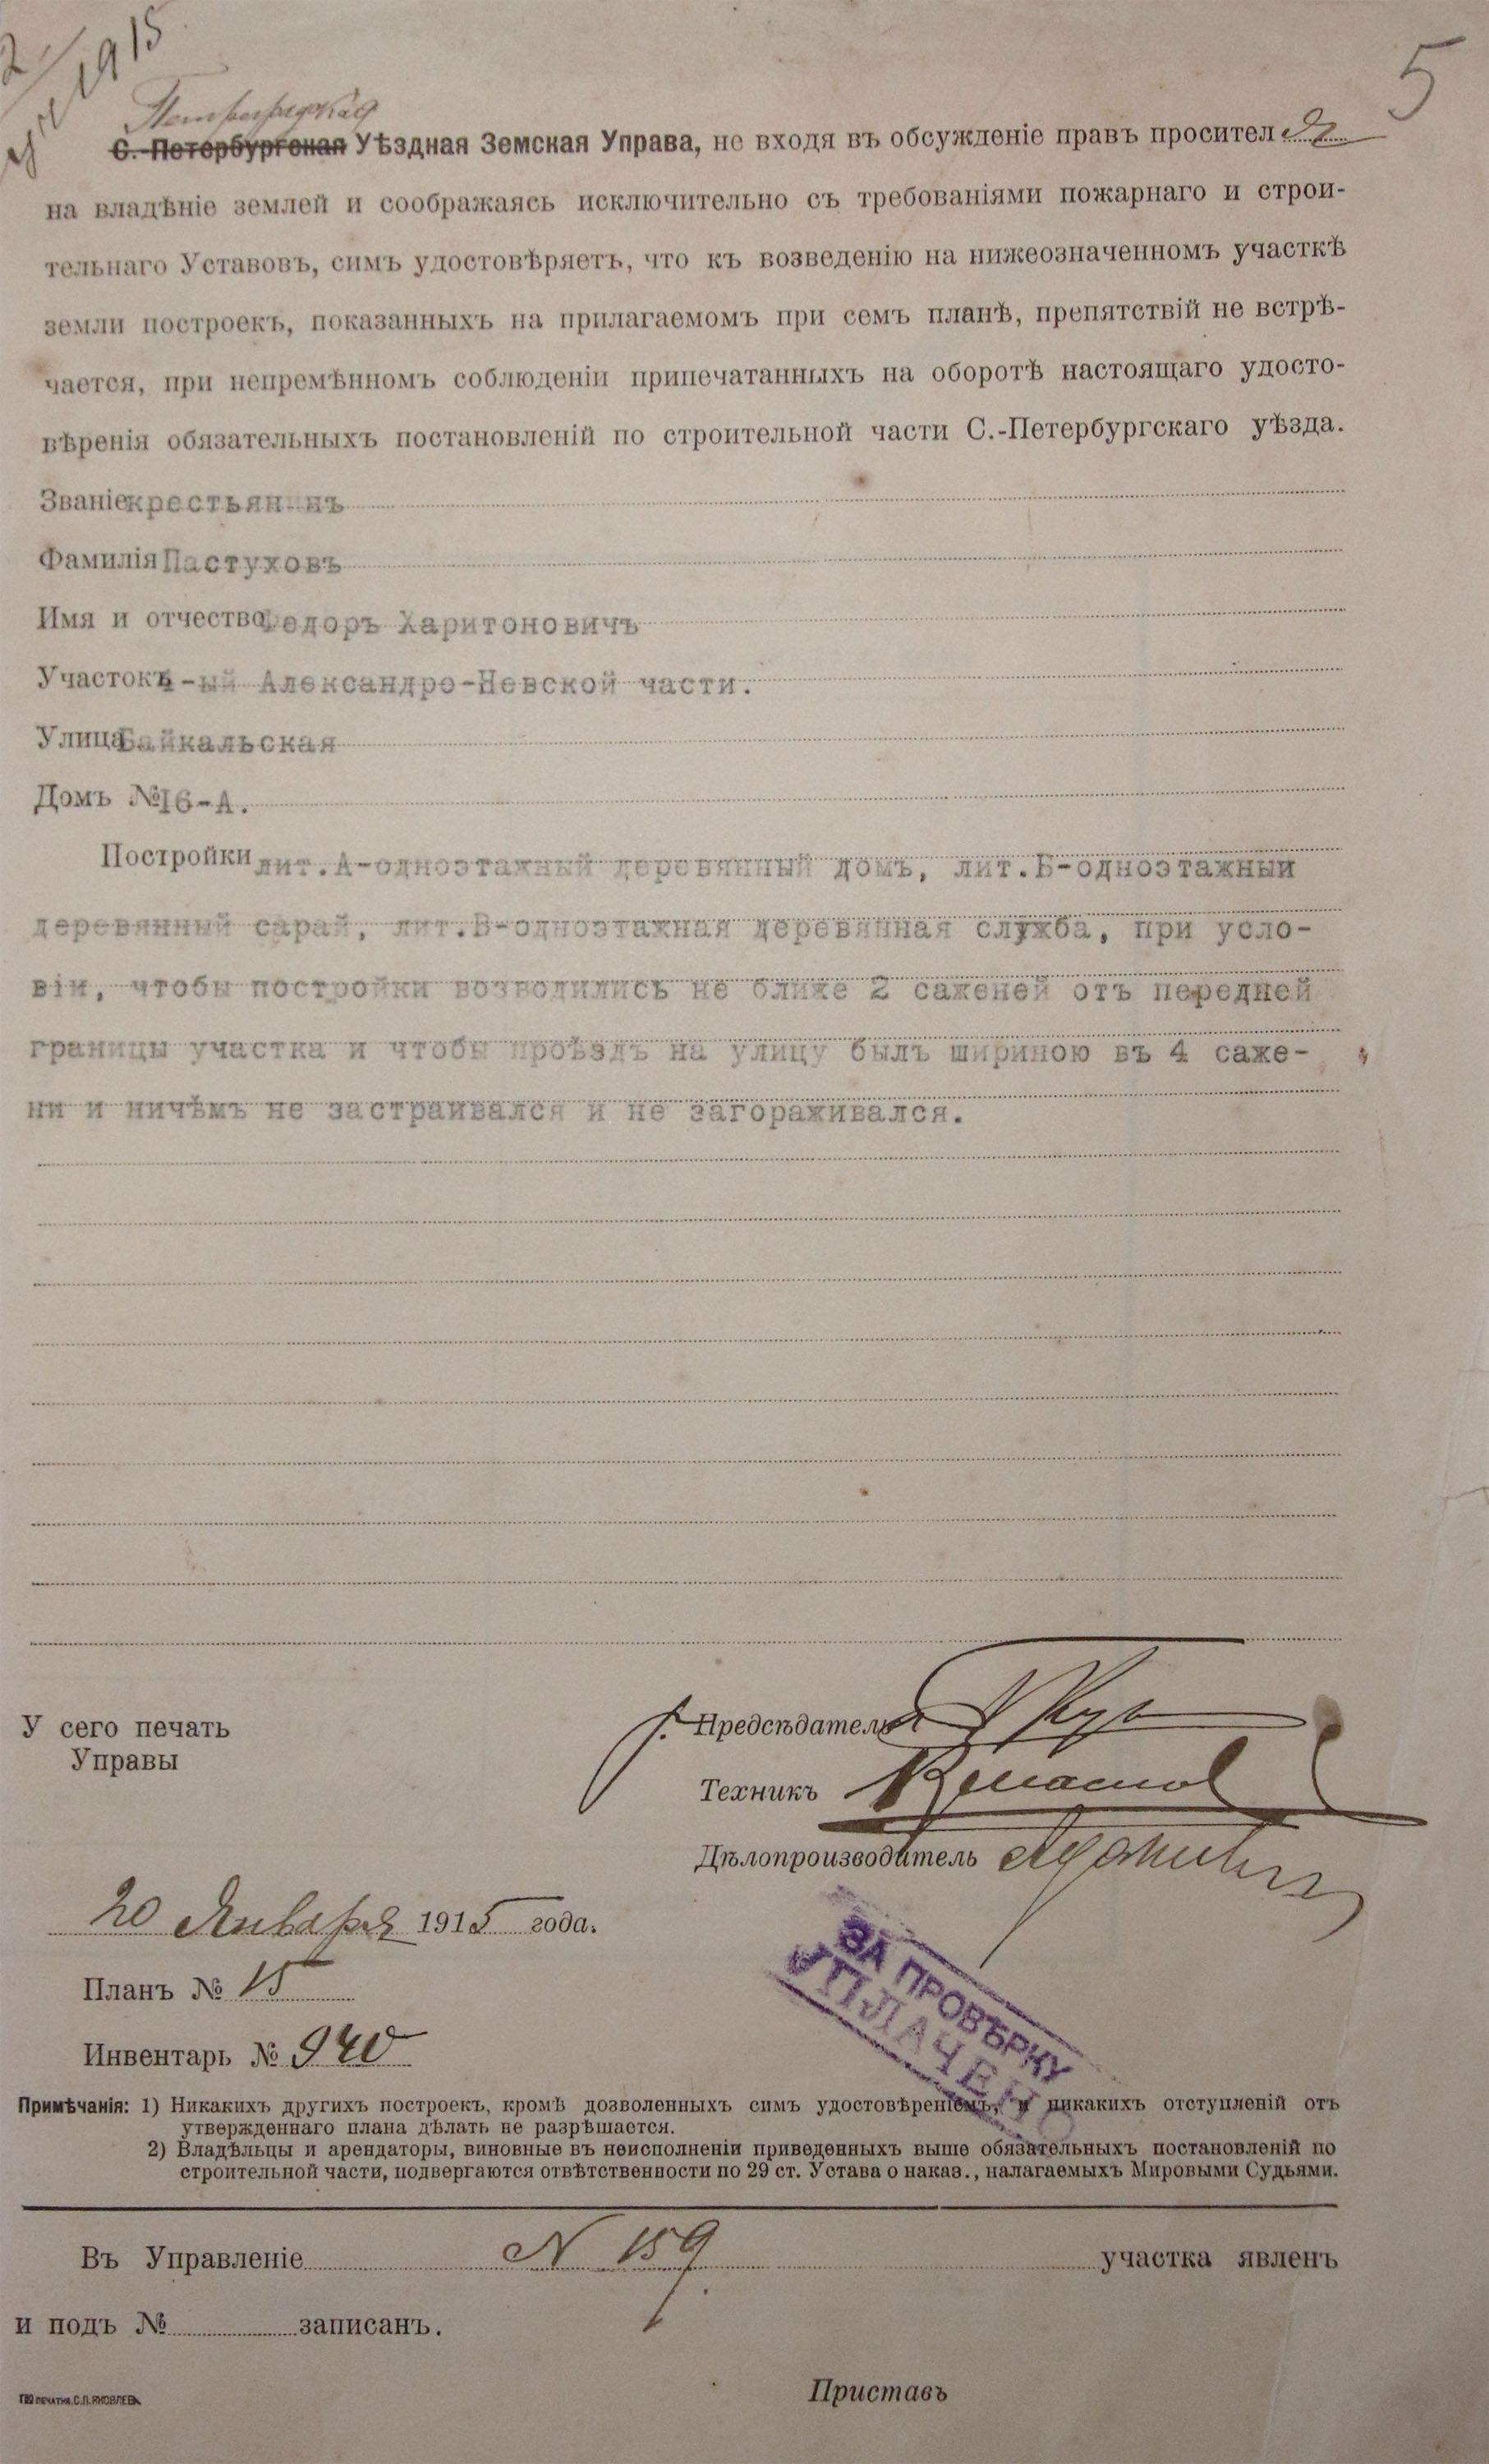 1915
5
Петроградская
С.-Петербургская Уѣздная Земская Управа, не входя въ обсужденіе правъ просител
на владѣніе землей и соображаясь исключительно съ требованіями пожарнаго и строи-
тельнаго Уставовъ, симъ удостовѣряетъ, что къ возведенію на нижеозначенномъ участкѣ
земли построекъ, показанныхъ на прилагаемомъ при семъ планѣ, препятствій не встрѣ-
чается, при непремѣнномъ соблюденіи припечатанныхъ на оборотѣ настоящаго удосто-
вѣренія обязательныхъ постановленій по строительной части С.-Петербургскаго уѣзда.
Званіе крестьянинъ
Фамилія Пастуховъ
Имя и отчество Федоръ Харитоновичъ
Участокъ 4-ый Александро-Невской части.
Улица Байкальская
Домъ № I6-А.
Постройки лит.А-одноэтажный деревянный домъ, лит.Б-одноэтажный
деревянный сарай, лит.В-одноэтажная деревянная служба, при усло-
віи, чтобы постройки возводились не ближе 2 саженей отъ передней
границы участка и чтобы проѣздъ на улицу былъ шириною въ 4 саже-
ни и ничѣмъ не застраивался и не загораживался.
У сего печать
Управы
Предсѣдатель
Техникъ
Дѣлопроизводитель
20 Января 1915 года.
ЗА ПРОВѢРКУ
УПЛАЧЕНО
Планъ № 15
Инвентарь № 940
Примѣчанія: 1) Никакихъ другихъ построекъ, кромѣ дозволенныхъ симъ удостовѣреніемъ, и никакихъ отступленій отъ
утвержденнаго плана дѣлать не разрѣшается.
2) Владѣльцы и арендаторы, виновные въ неисполненіи приведенныхъ выше обязательныхъ постановленій по
строительной части, подвергаются отвѣтственности по 29 ст. Устава о наказ., налагаемыхъ Мировыми Судьями.
Въ Управленіе N 159 участка явленъ
и подъ № записанъ.
Приставъ